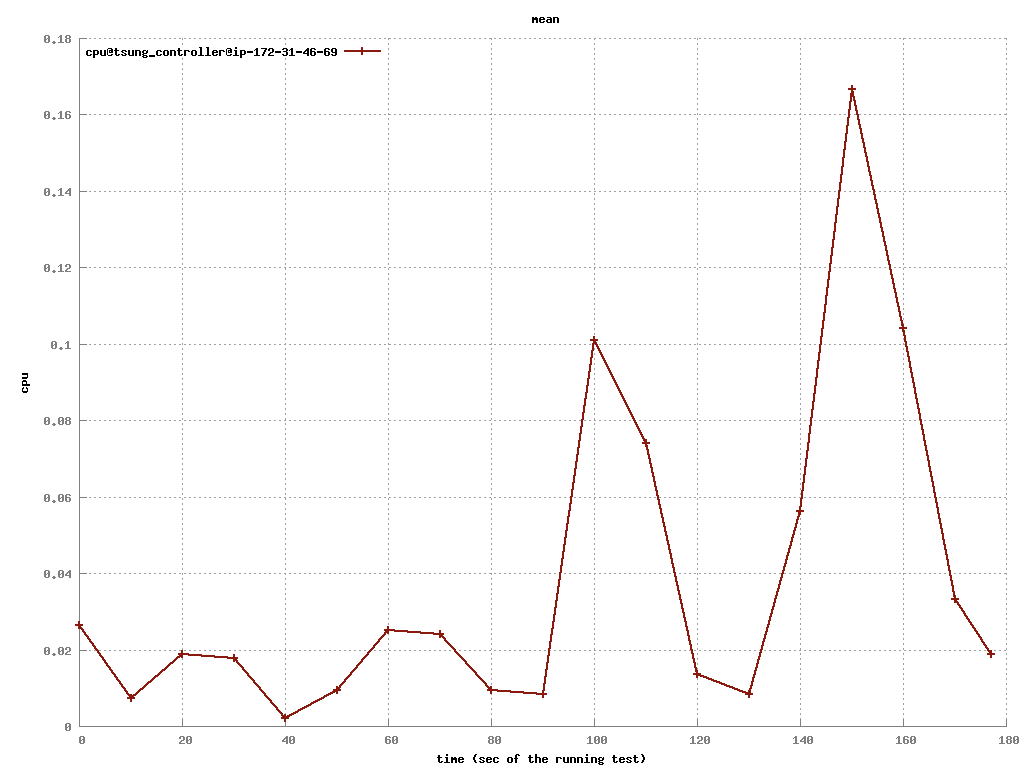 mean
cpu@tsung_controller@ip-172-31-46-69
0.18
0.16
0.14
0.12
0.1
0.08
0.06
0.04
0.02
0
cpu
0 20 40 60 80 100 120 140 160 180
time (sec of the running test)